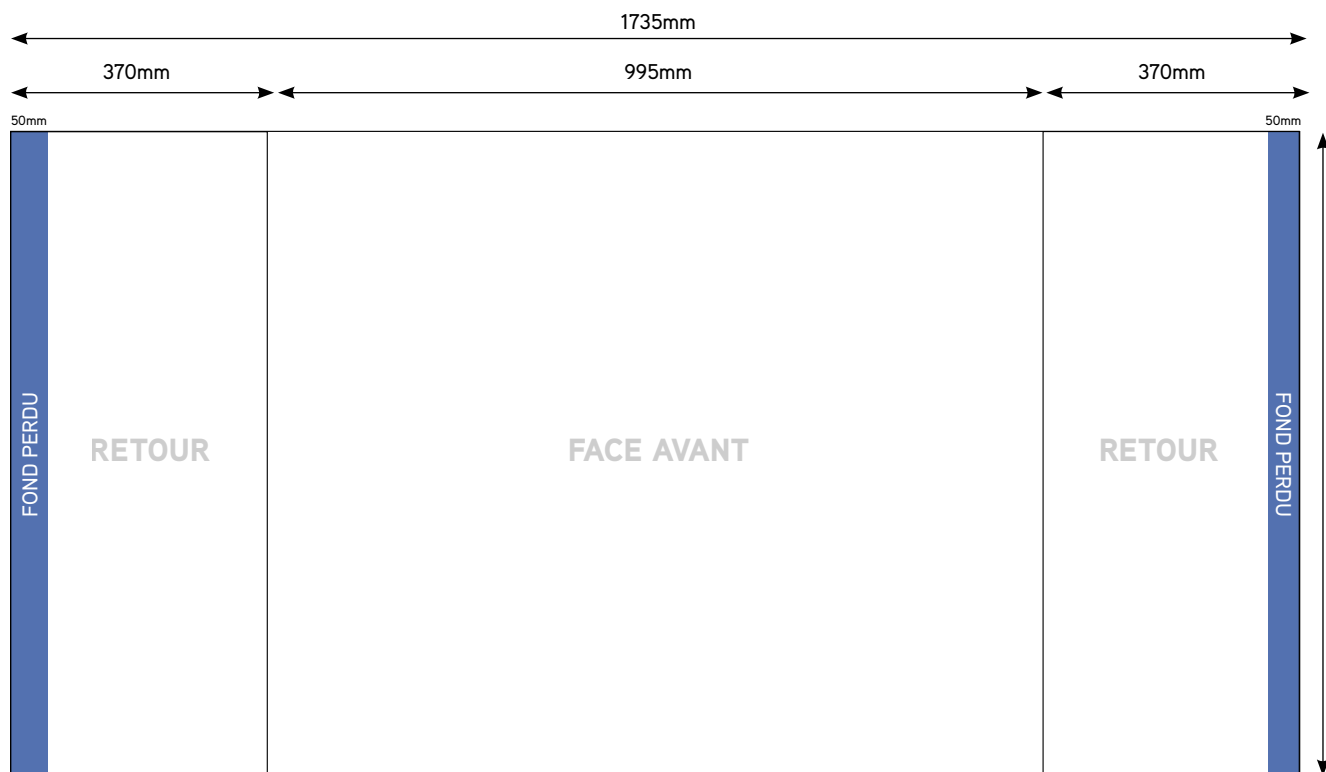 1735mm
370mm
995mm
370mm
50mm
50mm
FOND PERDU
RETOUR
FACE AVANT
RETOUR
FOND PERDU